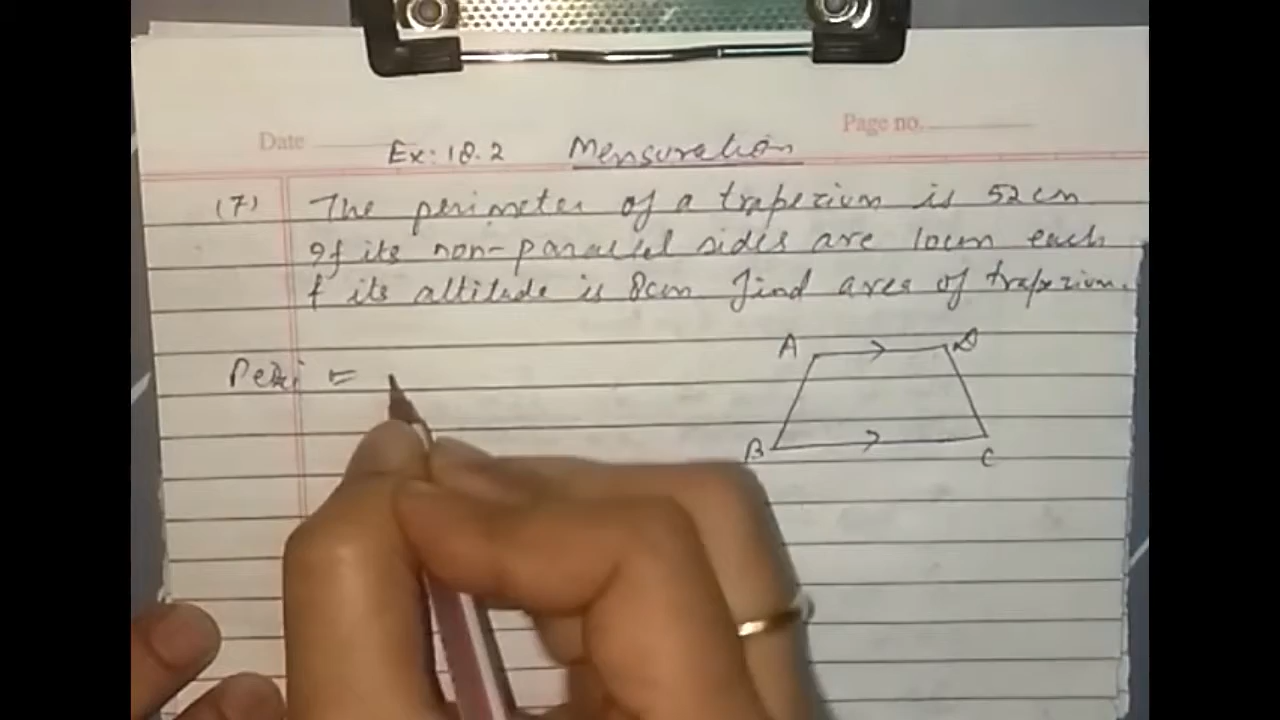 Date
Page no.
Ex: 18.2 Mensuration
(7) The perimeter of a trapezium is 52cm
If its non-parallel sides are 10cm each
& its altitude is 8cm find area of trapezium.
A D
Peri =
B C